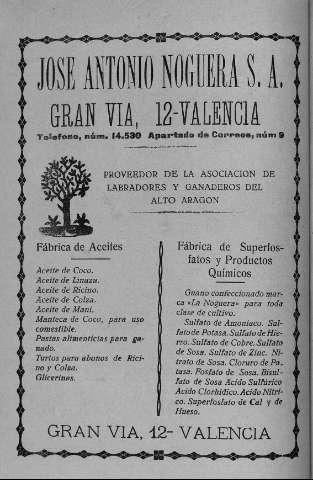 JOSE ANTONIO NOGUERA S. A.
GRAN VIA, 12-VALENCIA
Telefono, núm. 14.530 Apartado de Correos, núm 9
PROVEEDOR DE LA ASOCIACION DE
LABRADORES Y GANADEROS DEL
ALTO ARAGON
Fábrica de Aceites
Aceite de Coco.
Aceite de Linaza.
Aceite de Ricino.
Aceite de Colza.
Aceite de Maní.
Manteca de Coco, para uso
comestible.
Pastas alimenticias para ga-
nado.
Turtos para abonos de Rici-
no y Colza.
Glicerinas.
Fábrica de Superfos-
fatos y Productos
Químicos
Guano confeccionado mar-
ca «La Noguera» para toda
clase de cultivo.
Sulfato de Amoniaco. Sul-
fato de Potasa. Sulfato de Hie-
rro. Sulfato de Cobre. Sulfato
de Sosa. Sulfato de Zinc. Ni-
trato de Sosa. Cloruro de Po-
tasa. Fosfato de Sosa. Bisul-
fato de Sosa Acido Sulfúrico
Acido Clorhídico. Acido Nítri-
co. Superfosfato de Cal y de
Hueso.
GRAN VIA, 12- VALENCIA